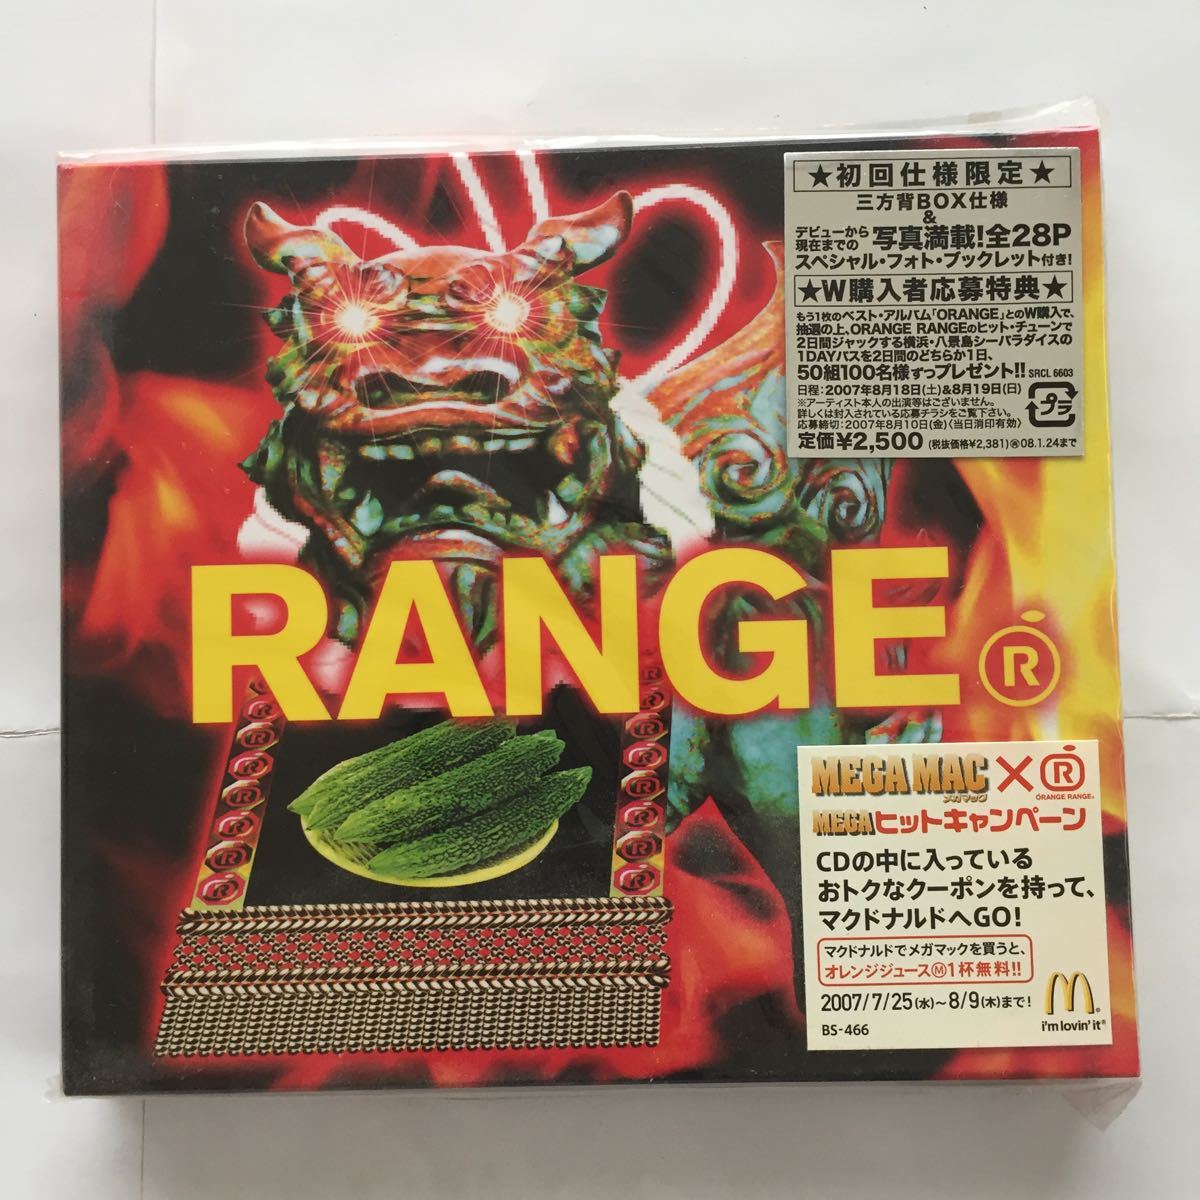 ★初回仕様限定★
三方背BOX仕様
&
デビューから現在までの 写真満載!全28P
スペシャル・フォト・ブックレット付き!
★W購入者応募特典★
もう1枚のベスト・アルバム「ORANGE」とのW購入で、
抽選の上、ORANGE RANGEのヒット・チューンで
2日間ジャックする横浜・八景島シーパラダイスの
1DAYパスを2日間のどちらか1日、
50組100名様ずつプレゼント!! SRCL 6603
日程:2007年8月18日(土)&8月19日(日)
※アーティスト本人の出演等はございません。
詳しくは封入されている応募チラシをご覧下さい。
応募締切:2007年8月10日(金)〈当日消印有効〉
プラ
定価¥2,500 (税抜価格¥2,381) 08.1.24まで
RANGE
R
MEGA MAC × R
メガマック
ORANGE RANGE
MEGAヒットキャンペーン
CDの中に入っている
おトクなクーポンを持って、
マクドナルドへGO!
マクドナルドでメガマックを買うと、
オレンジジュースⓂ1杯無料!!
2007/7/25(水)~8/9(木)まで!
BS-466
i'm lovin' it®